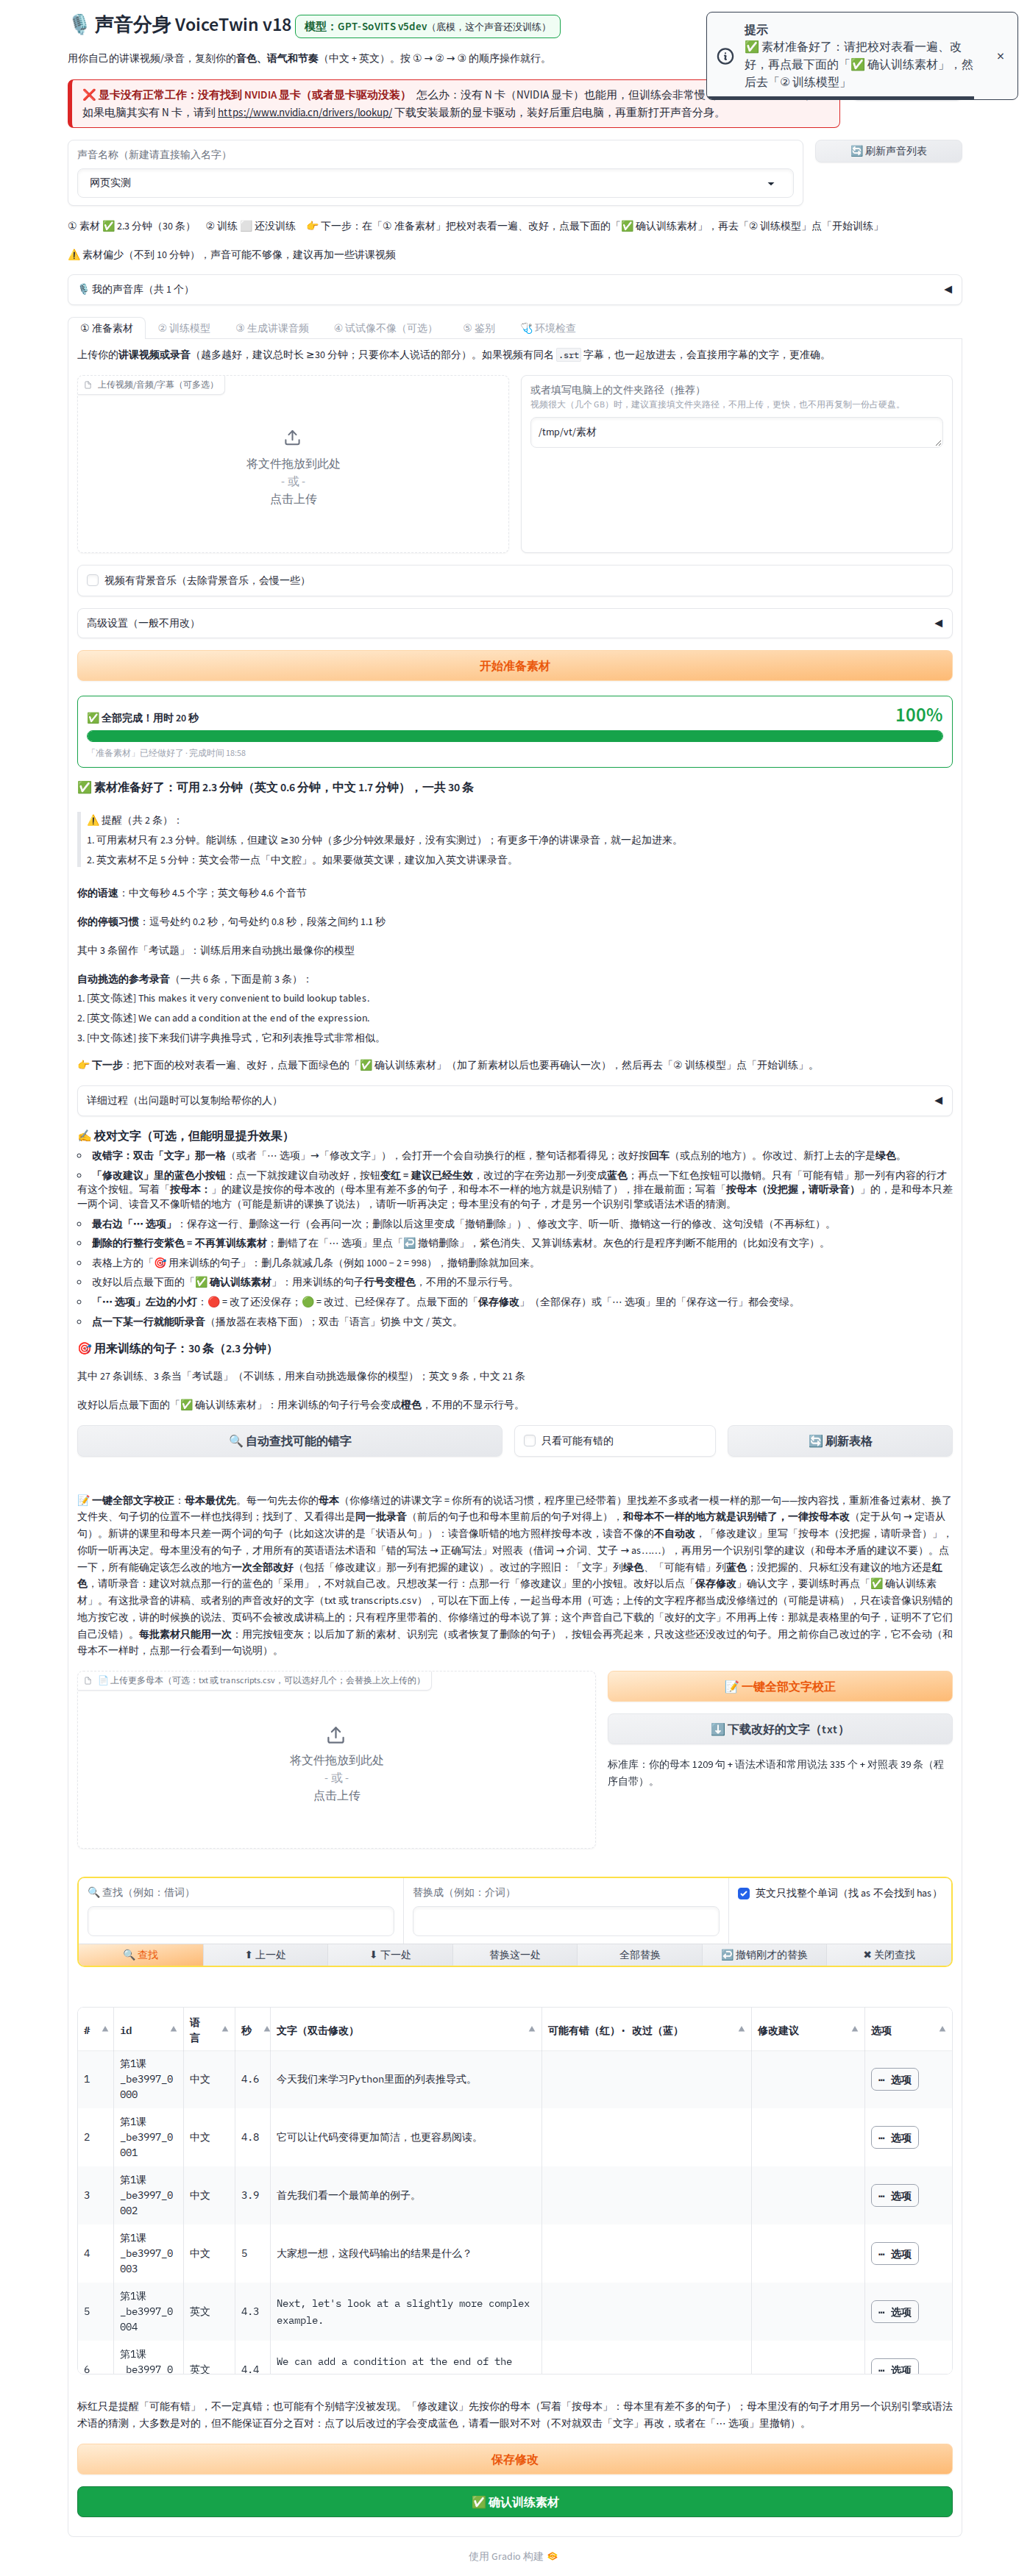 🎙️ 声音分身 VoiceTwin v18 模型：GPT-SoVITS v5dev（底模，这个声音还没训练）
提示
✅ 素材准备好了：请把校对表看一遍、改
好，再点最下面的「✅ 确认训练素材」，然
后去「② 训练模型」
×
用你自己的讲课视频/录音，复刻你的音色、语气和节奏（中文 + 英文）。按 ① → ② → ③ 的顺序操作就行。
❌ 显卡没有正常工作：没有找到 NVIDIA 显卡（或者显卡驱动没装） 怎么办：没有 N 卡（NVIDIA 显卡）也能用，但训练会非常慢
如果电脑其实有 N 卡，请到 https://www.nvidia.cn/drivers/lookup/ 下载安装最新的显卡驱动，装好后重启电脑，再重新打开声音分身。
声音名称（新建请直接输入名字）
网页实测
🔄 刷新声音列表
① 素材 ✅ 2.3 分钟（30 条） ② 训练 ⬜ 还没训练 👉 下一步：在「① 准备素材」把校对表看一遍、改好，点最下面的「✅ 确认训练素材」，再去「② 训练模型」点「开始训练」
⚠️ 素材偏少（不到 10 分钟），声音可能不够像，建议再加一些讲课视频
🎙️ 我的声音库（共 1 个）
① 准备素材 ② 训练模型 ③ 生成讲课音频 ④ 试试像不像（可选） ⑤ 鉴别 🩺 环境检查
上传你的讲课视频或录音（越多越好，建议总时长 ≥30 分钟；只要你本人说话的部分）。如果视频有同名 .srt 字幕，也一起放进去，会直接用字幕的文字，更准确。
上传视频/音频/字幕（可多选）
将文件拖放到此处
- 或 -
点击上传
或者填写电脑上的文件夹路径（推荐）
视频很大（几个 GB）时，建议直接填文件夹路径，不用上传，更快，也不用再复制一份占硬盘。
/tmp/vt/素材
视频有背景音乐（去除背景音乐，会慢一些）
高级设置（一般不用改）
开始准备素材
✅ 全部完成！用时 20 秒 100%
「准备素材」已经做好了 · 完成时间 18:58
✅ 素材准备好了：可用 2.3 分钟（英文 0.6 分钟，中文 1.7 分钟），一共 30 条
⚠️ 提醒（共 2 条）：
1. 可用素材只有 2.3 分钟。能训练，但建议 ≥30 分钟（多少分钟效果最好，没有实测过）；有更多干净的讲课录音，就一起加进来。
2. 英文素材不足 5 分钟：英文会带一点「中文腔」。如果要做英文课，建议加入英文讲课录音。
你的语速：中文每秒 4.5 个字；英文每秒 4.6 个音节
你的停顿习惯：逗号处约 0.2 秒，句号处约 0.8 秒，段落之间约 1.1 秒
其中 3 条留作「考试题」：训练后用来自动挑出最像你的模型
自动挑选的参考录音（一共 6 条，下面是前 3 条）：
1. [英文·陈述] This makes it very convenient to build lookup tables.
2. [英文·陈述] We can add a condition at the end of the expression.
3. [中文·陈述] 接下来我们讲字典推导式，它和列表推导式非常相似。
👉 下一步：把下面的校对表看一遍、改好，点最下面绿色的「✅ 确认训练素材」（加了新素材以后也要再确认一次），然后再去「② 训练模型」点「开始训练」。
详细过程（出问题时可以复制给帮你的人）
✍️ 校对文字（可选，但能明显提升效果）
改错字：双击「文字」那一格（或者「⋯ 选项」→「修改文字」），会打开一个会自动换行的框，整句话都看得见；改好按回车（或点别的地方）。你改过、新打上去的字是绿色。
「修改建议」里的蓝色小按钮：点一下就按建议自动改好，按钮变红 = 建议已经生效，改过的字在旁边那一列变成蓝色；再点一下红色按钮可以撤销。只有「可能有错」那一列有内容的行才
有这个按钮。写着「按母本：」的建议是按你的母本改的（母本里有差不多的句子，和母本不一样的地方就是识别错了），排在最前面；写着「按母本（没把握，请听录音）」的，是和母本只差
一两个词、读音又不像听错的地方（可能是新讲的课换了说法），请听一听再决定；母本里没有的句子，才是另一个识别引擎或语法术语的猜测。
最右边「⋯ 选项」：保存这一行、删除这一行（会再问一次；删除以后这里变成「撤销删除」）、修改文字、听一听、撤销这一行的修改、这句没错（不再标红）。
删除的行整行变紫色 = 不再算训练素材；删错了在「⋯ 选项」里点「↩️ 撤销删除」，紫色消失、又算训练素材。灰色的行是程序判断不能用的（比如没有文字）。
表格上方的「🎯 用来训练的句子」：删几条就减几条（例如 1000 − 2 = 998），撤销删除就加回来。
改好以后点最下面的「✅ 确认训练素材」：用来训练的句子行号变橙色，不用的不显示行号。
「⋯ 选项」左边的小灯：🔴 = 改了还没保存；🟢 = 改过、已经保存了。点最下面的「保存修改」（全部保存）或「⋯ 选项」里的「保存这一行」都会变绿。
点一下某一行就能听录音（播放器在表格下面）；双击「语言」切换 中文 / 英文。
🎯 用来训练的句子：30 条（2.3 分钟）
其中 27 条训练、3 条当「考试题」（不训练，用来自动挑选最像你的模型）；英文 9 条，中文 21 条
改好以后点最下面的「✅ 确认训练素材」：用来训练的句子行号会变成橙色，不用的不显示行号。
🔍 自动查找可能的错字
只看可能有错的
🔄 刷新表格
📝 一键全部文字校正：母本最优先。每一句先去你的母本（你修缮过的讲课文字 = 你所有的说话习惯，程序里已经带着）里找差不多或者一模一样的那一句——按内容找，重新准备过素材、换了
文件夹、句子切的位置不一样也找得到；找到了、又看得出是同一批录音（前后的句子也和母本里前后的句子对得上），和母本不一样的地方就是识别错了，一律按母本改（定于从句 → 定语从
句）。新讲的课里和母本只差一两个词的句子（比如这次讲的是「状语从句」）：读音像听错的地方照样按母本改，读音不像的不自动改，「修改建议」里写「按母本（没把握，请听录音）」，
你听一听再决定。母本里没有的句子，才用所有的英语语法术语和「错的写法 → 正确写法」对照表（借词 → 介词、艾子 → as……），再用另一个识别引擎的建议（和母本矛盾的建议不要）。点
一下，所有能确定该怎么改的地方一次全部改好（包括「修改建议」那一列有把握的建议）。改过的字照旧：「文字」列绿色、「可能有错」列蓝色；没把握的、只标红没有建议的地方还是红
色，请听录音：建议对就点那一行的蓝色的「采用」，不对就自己改。只想改某一行：点那一行「修改建议」里的小按钮。改好以后点「保存修改」确认文字，要训练时再点「✅ 确认训练素
材」。有这批录音的讲稿、或者别的声音改好的文字（txt 或 transcripts.csv），可以在下面上传，一起当母本用（可选；上传的文字程序都当成没修缮过的（可能是讲稿），只在读音像识别错的
地方按它改，讲的时候换的说法、页码不会被改成讲稿上的；只有程序里带着的、你修缮过的母本说了算；这个声音自己下载的「改好的文字」不用再上传：那就是表格里的句子，证明不了它们
自己没错）。每批素材只能用一次：用完按钮变灰；以后加了新的素材、识别完（或者恢复了删除的句子），按钮会再亮起来，只改这些还没改过的句子。用之前你自己改过的字，它不会动（和
母本不一样时，点那一行会看到一句说明）。
📄 上传更多母本（可选：txt 或 transcripts.csv，可以选好几个；会替换上次上传的）
将文件拖放到此处
- 或 -
点击上传
📝 一键全部文字校正
⬇️ 下载改好的文字（txt）
标准库：你的母本 1209 句 + 语法术语和常用说法 335 个 + 对照表 39 条（程
序自带）。
🔍 查找（例如：借词）
替换成（例如：介词）
英文只找整个单词（找 as 不会找到 has）
🔍 查找 ⬆ 上一处 ⬇ 下一处 替换这一处 全部替换 ↩️ 撤销刚才的替换 ✖ 关闭查找
# id 语言 秒 文字（双击修改） 可能有错（红）· 改过（蓝） 修改建议 选项
1 第1课_be3997_0000 中文 4.6 今天我们来学习Python里面的列表推导式。 ⋯ 选项
2 第1课_be3997_0001 中文 4.8 它可以让代码变得更加简洁，也更容易阅读。 ⋯ 选项
3 第1课_be3997_0002 中文 3.9 首先我们看一个最简单的例子。 ⋯ 选项
4 第1课_be3997_0003 中文 5 大家想一想，这段代码输出的结果是什么？ ⋯ 选项
5 第1课_be3997_0004 英文 4.3 Next, let's look at a slightly more complex example. ⋯ 选项
6 第1课_be3997_0 英文 4.4 We can add a condition at the end of the ⋯ 选项
标红只是提醒「可能有错」，不一定真错；也可能有个别错字没被发现。「修改建议」先按你的母本（写着「按母本」：母本里有差不多的句子）；母本里没有的句子才用另一个识别引擎或语法
术语的猜测，大多数是对的，但不能保证百分之百对：点了以后改过的字会变成蓝色，请看一眼对不对（不对就双击「文字」再改，或者在「⋯ 选项」里撤销）。
保存修改
✅ 确认训练素材
使用 Gradio 构建